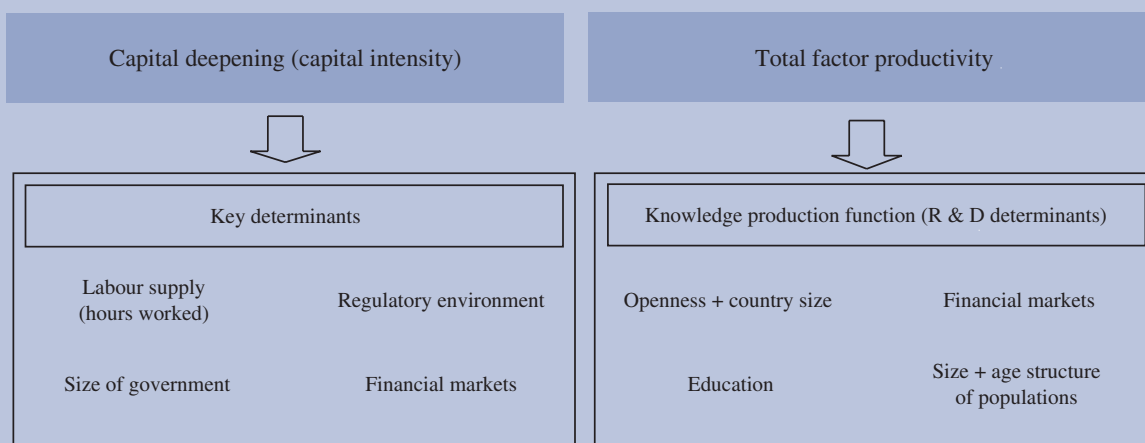 Capital deepening (capital intensity)
Total factor productivity
Key determinants
Labour supply
(hours worked)
Regulatory environment
Size of government
Financial markets
Knowledge production function (R & D determinants)
Openness + country size
Financial markets
Education
Size + age structure
of populations